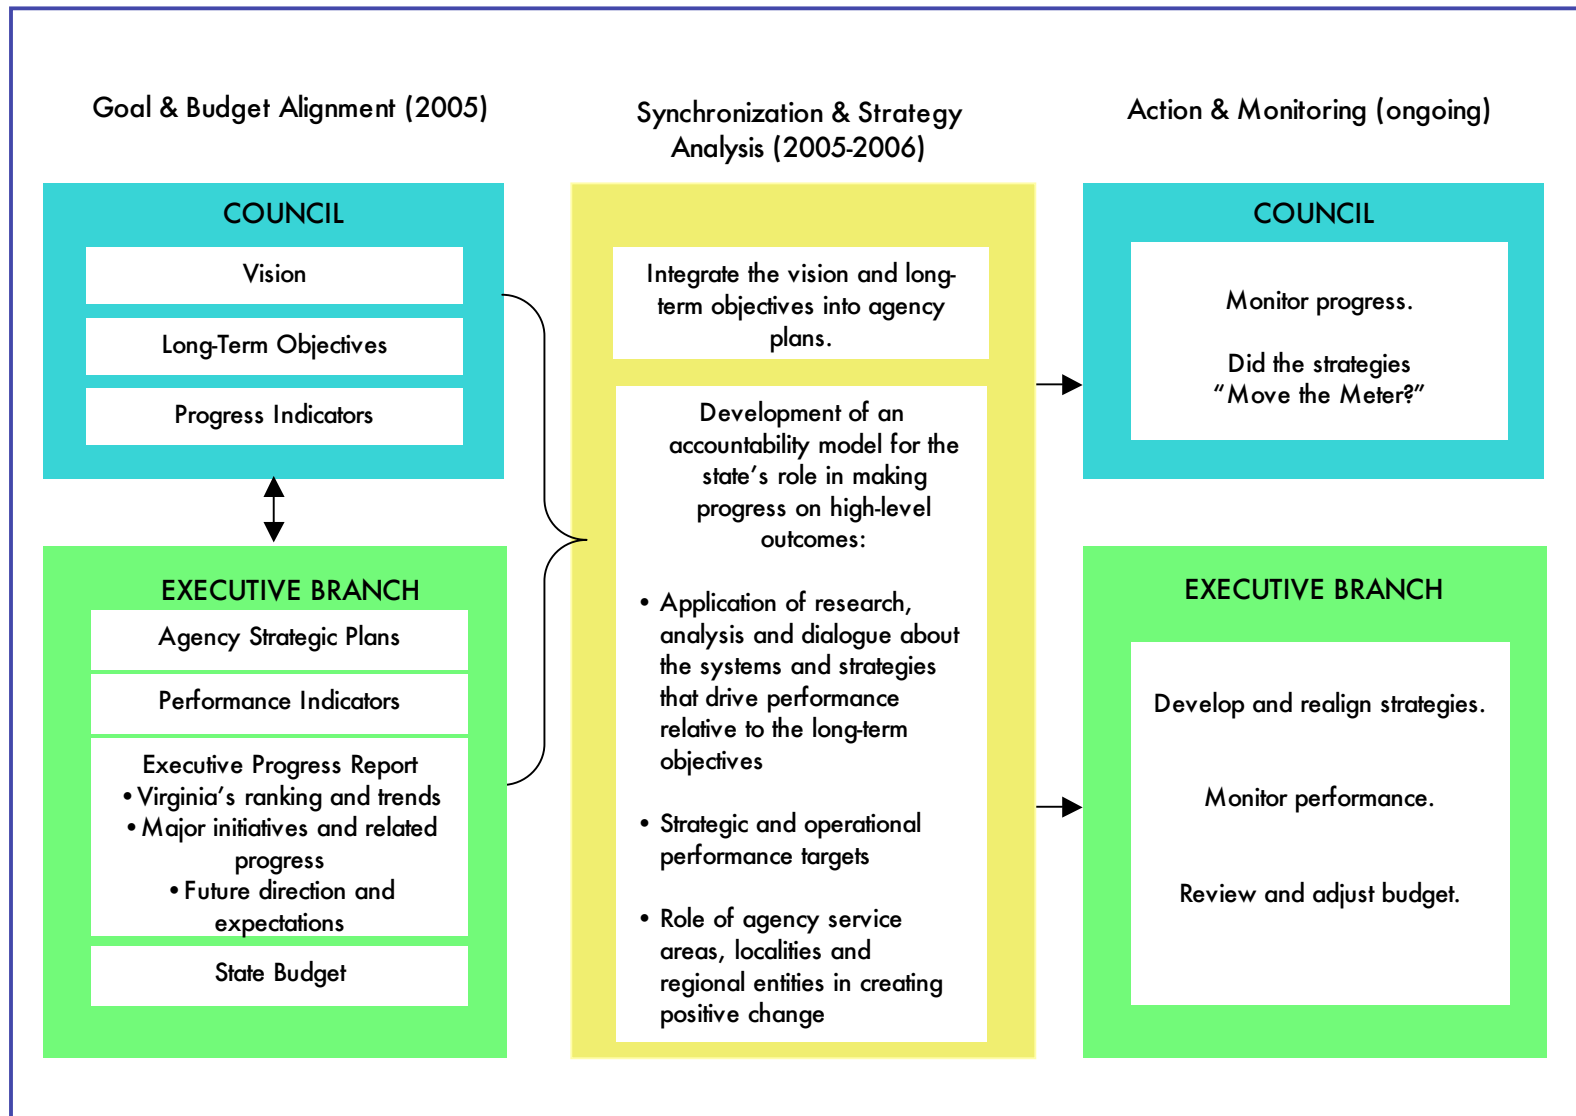 Goal & Budget Alignment (2005)
COUNCIL
Vision
Long-Term Objectives
Progress Indicators
EXECUTIVE BRANCH
Agency Strategic Plans
Performance Indicators
Executive Progress Report
• Virginia’s ranking and trends
• Major initiatives and related
progress
• Future direction and
expectations
State Budget
Synchronization & Strategy
Analysis (2005-2006)
Integrate the vision and long-
term objectives into agency
plans.
Development of an
accountability model for the
state’s role in making
progress on high-level
outcomes:
• Application of research,
analysis and dialogue about
the systems and strategies
that drive performance
relative to the long-term
objectives
• Strategic and operational
performance targets
• Role of agency service
areas, localities and
regional entities in creating
positive change
Action & Monitoring (ongoing)
COUNCIL
Monitor progress.
Did the strategies
“Move the Meter?”
EXECUTIVE BRANCH
Develop and realign strategies.
Monitor performance.
Review and adjust budget.